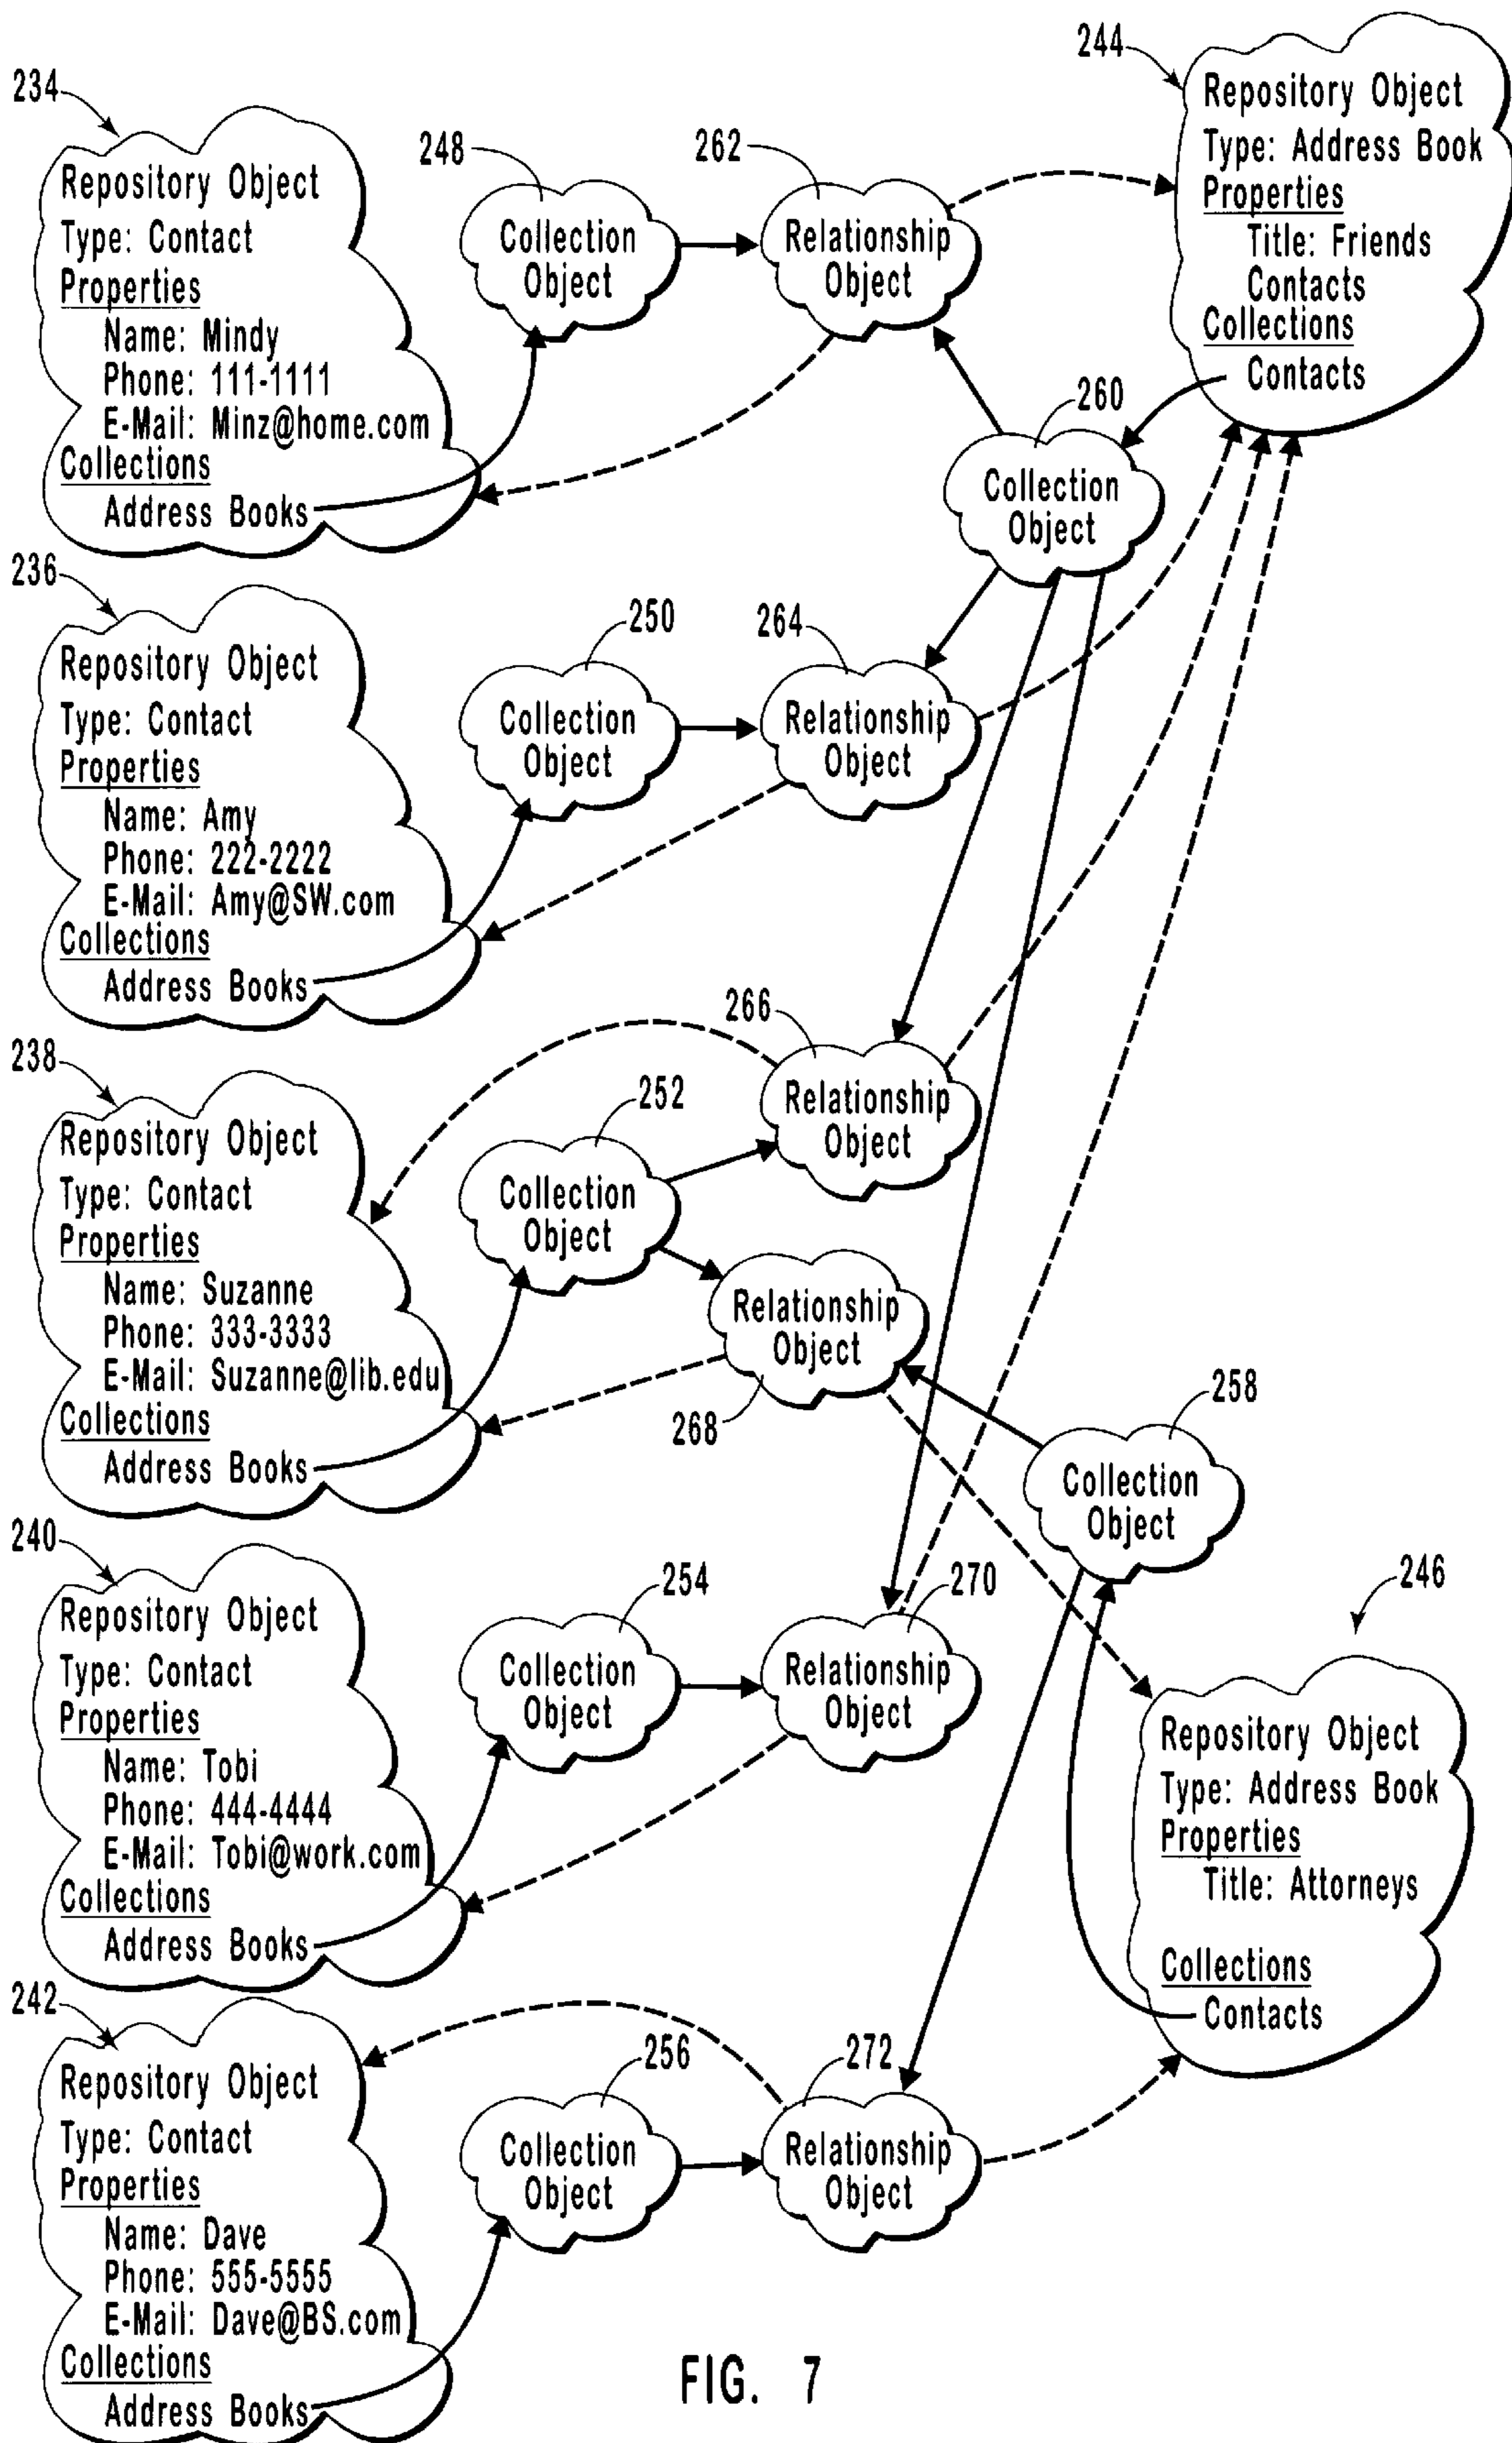 244
Repository Object
Type: Address Book
Properties
Title: Friends
Contacts
Collections
Contacts
234
Repository Object
Type: Contact
Properties
Name: Mindy
Phone: 111-1111
E-Mail: Minz@home.com
Collections
Address Books
248
Collection
Object
262
Relationship
Object
260
Collection
Object
236
Repository Object
Type: Contact
Properties
Name: Amy
Phone: 222-2222
E-Mail: Amy@SW.com
Collections
Address Books
250
Collection
Object
264
Relationship
Object
238
Repository Object
Type: Contact
Properties
Name: Suzanne
Phone: 333-3333
E-Mail: Suzanne@lib.edu
Collections
Address Books
252
Collection
Object
266
Relationship
Object
Relationship
Object
268
258
Collection
Object
240
Repository Object
Type: Contact
Properties
Name: Tobi
Phone: 444-4444
E-Mail: Tobi@work.com
Collections
Address Books
254
Collection
Object
270
Relationship
Object
246
Repository Object
Type: Address Book
Properties
Title: Attorneys
Collections
Contacts
242
Repository Object
Type: Contact
Properties
Name: Dave
Phone: 555-5555
E-Mail: Dave@BS.com
Collections
Address Books
256
Collection
Object
272
Relationship
Object
FIG. 7